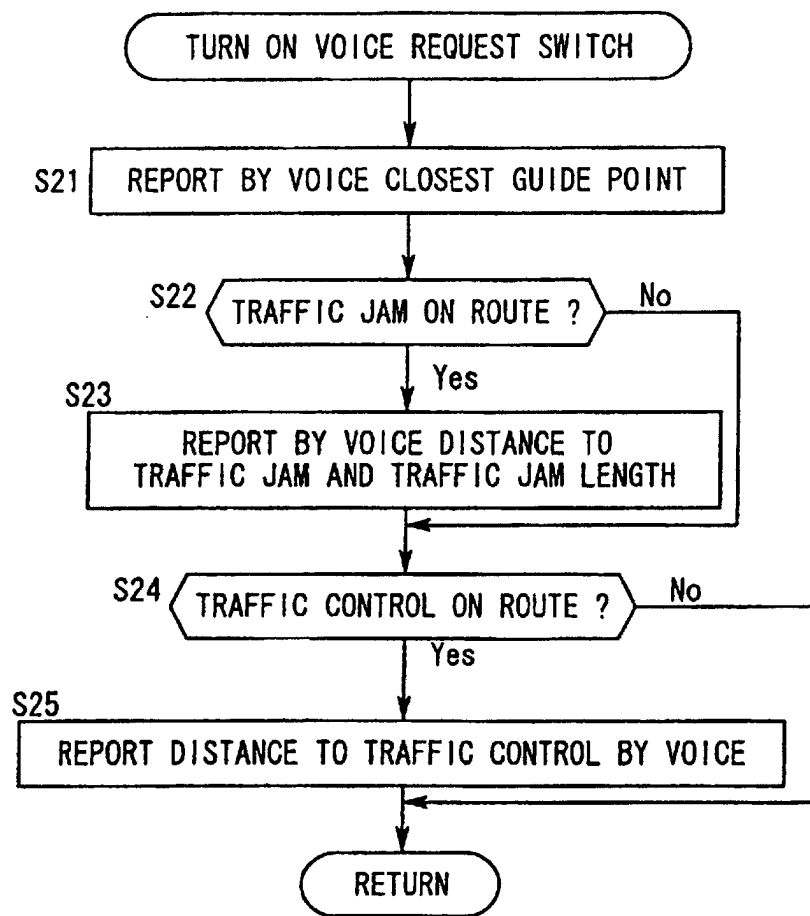 TURN ON VOICE REQUEST SWITCH
S21
REPORT BY VOICE CLOSEST GUIDE POINT
S22
TRAFFIC JAM ON ROUTE ?
No
Yes
S23
REPORT BY VOICE DISTANCE TO
TRAFFIC JAM AND TRAFFIC JAM LENGTH
S24
TRAFFIC CONTROL ON ROUTE ?
No
Yes
S25
REPORT DISTANCE TO TRAFFIC CONTROL BY VOICE
RETURN